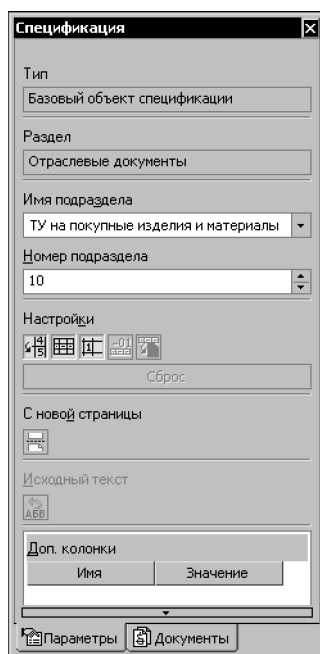 Спецификация
Тип
Базовый объект спецификации
Раздел
Отраслевые документы
Имя подраздела
ТУ на покупные изделия и материалы
Номер подраздела
10
Настройки
Сброс
С новой страницы
Исходный текст
АБВ
Доп. колонки
Имя Значение
Параметры Документы